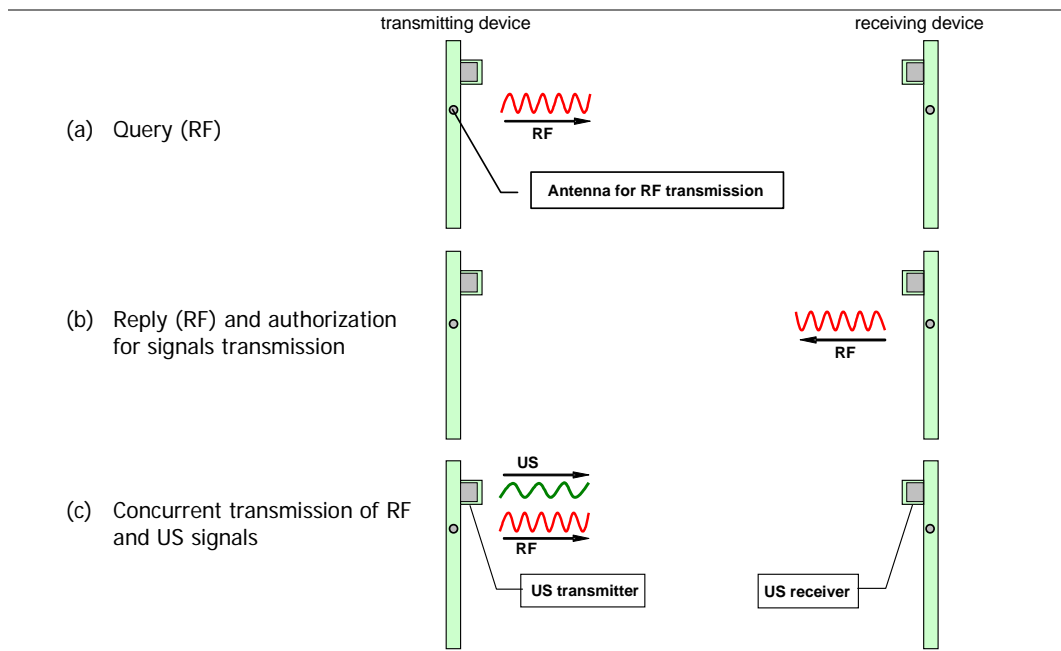 transmitting device
receiving device
(a) Query (RF)
RF
Antenna for RF transmission
(b) Reply (RF) and authorization
for signals transmission
RF
US
(c) Concurrent transmission of RF
and US signals
RF
US transmitter
US receiver